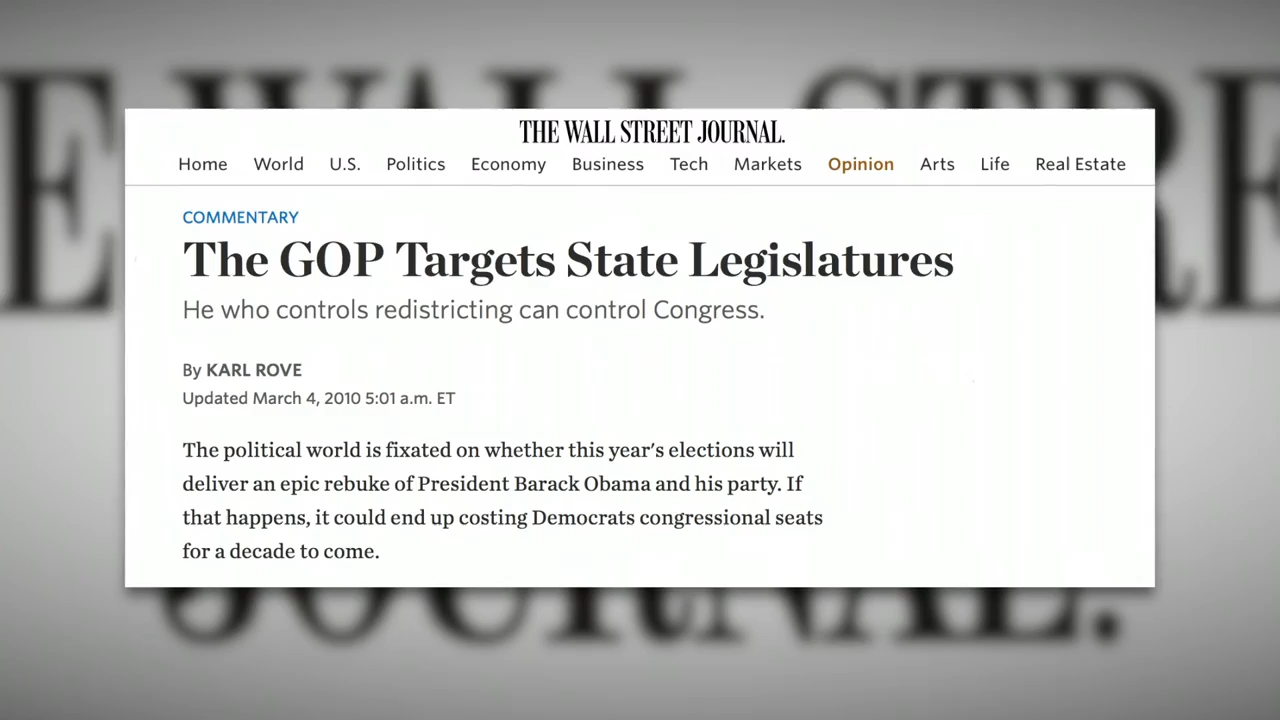 THE WALL STREET JOURNAL.
Home World U.S. Politics Economy Business Tech Markets Opinion Arts Life Real Estate
COMMENTARY
The GOP Targets State Legislatures
He who controls redistricting can control Congress.
By KARL ROVE
Updated March 4, 2010 5:01 a.m. ET
The political world is fixated on whether this year's elections will
deliver an epic rebuke of President Barack Obama and his party. If
that happens, it could end up costing Democrats congressional seats
for a decade to come.